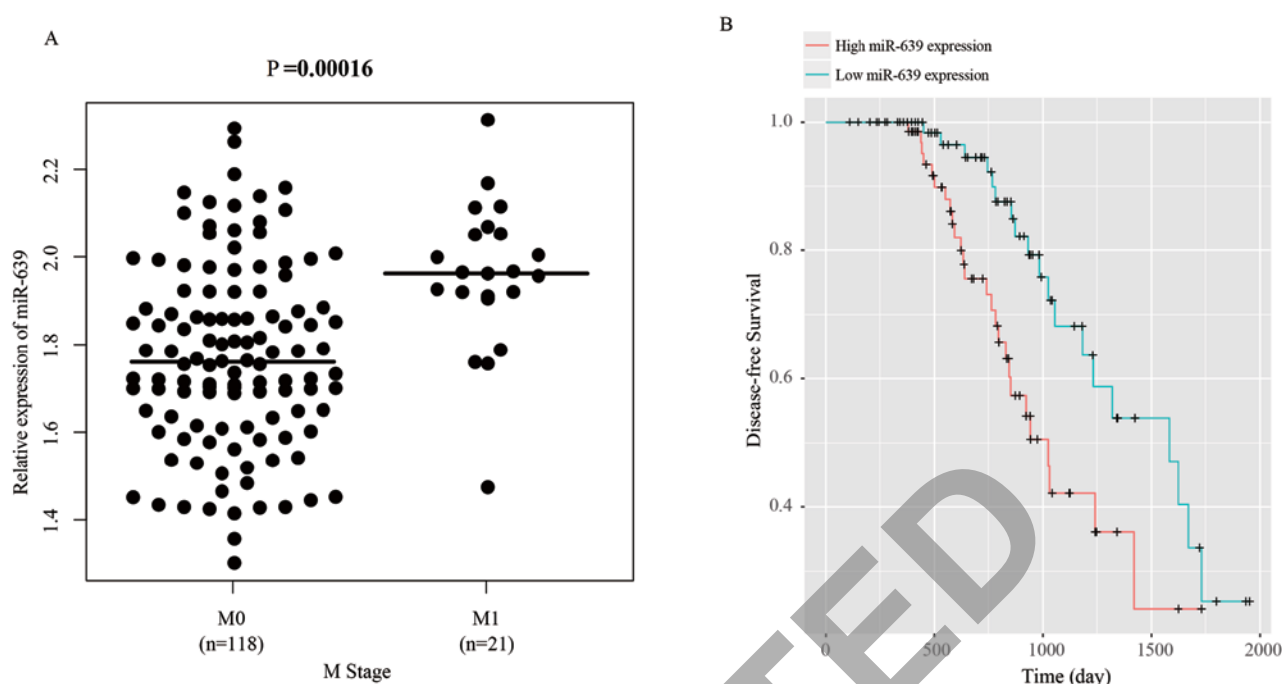 A
P =0.00016
Relative expression of miR-639
2.2
2.0
1.8
1.6
1.4
M0
(n=118)
M1
(n=21)
M Stage
B
High miR-639 expression
Low miR-639 expression
Disease-free Survival
1.0
0.8
0.6
0.4
0
500
1000
1500
2000
Time (day)
TED